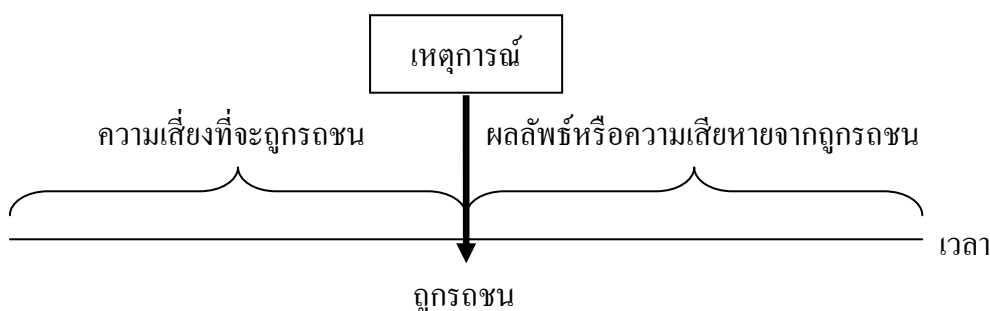 เหตุการณ์
ความเสี่ยงที่จะถูกรถชน
ผลลัพธ์หรือความเสียหายจากถูกรถชน
เวลา
ถูกรถชน